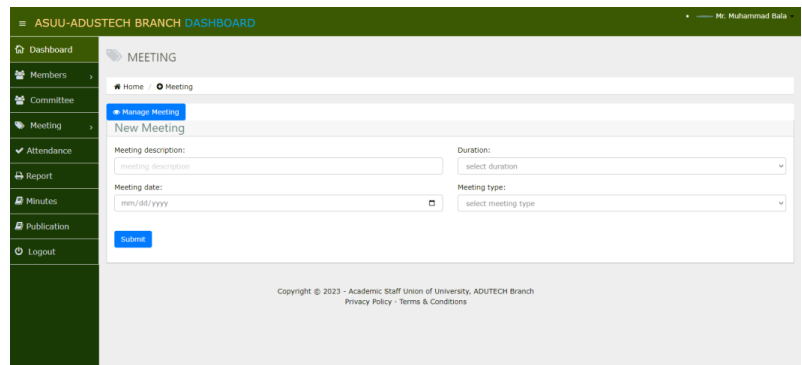 ≡ ASUU-ADUSTECH BRANCH DASHBOARD
Mr. Muhammad Bala
Dashboard
Members
Committee
Meeting
Attendance
Report
Minutes
Publication
Logout
MEETING
Home / Meeting
Manage Meeting
New Meeting
Meeting description:
meeting description
Duration:
select duration
Meeting date:
mm/dd/yyyy
Meeting type:
select meeting type
Submit
Copyright © 2023 - Academic Staff Union of University, ADUTECH Branch
Privacy Policy - Terms & Conditions